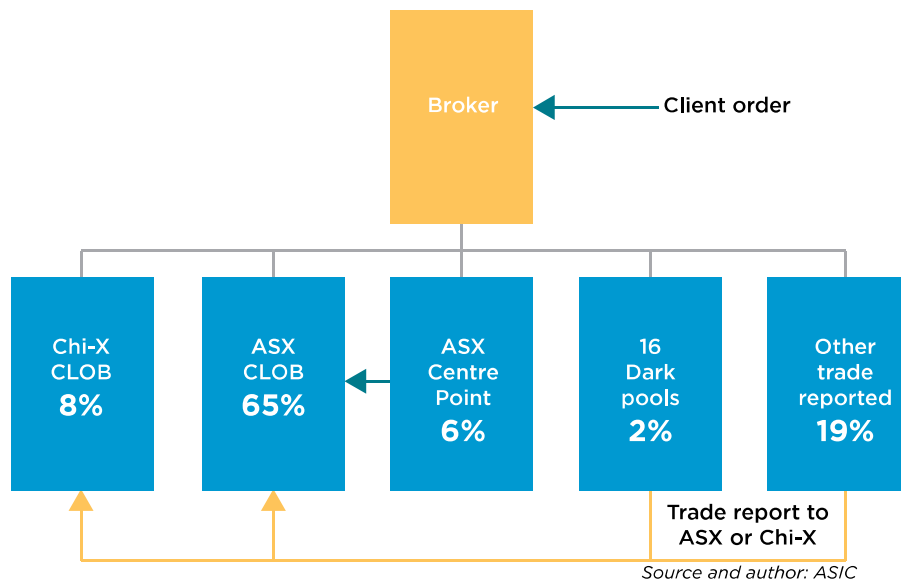 Broker
Client order
Chi-X
CLOB
8%
ASX
CLOB
65%
ASX
Centre
Point
6%
16
Dark
pools
2%
Other
trade
reported
19%
Trade report to
ASX or Chi-X
Source and author: ASIC